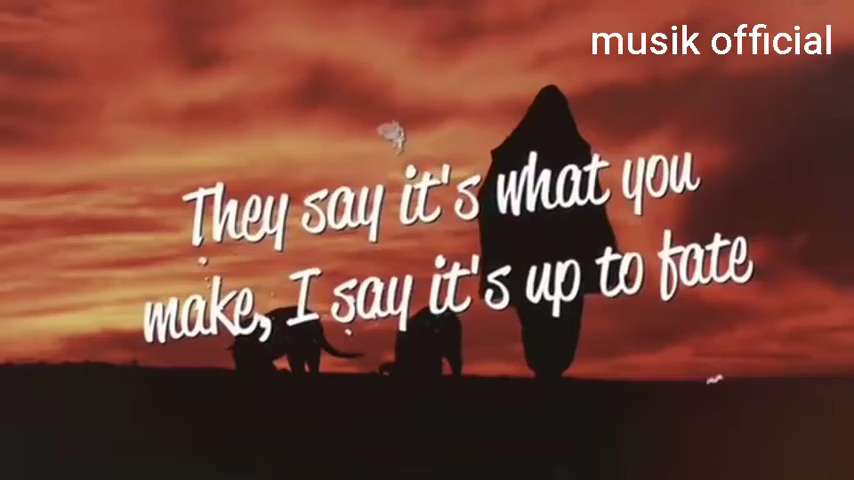 musik official
They say it's what you
make, I say it's up to fate